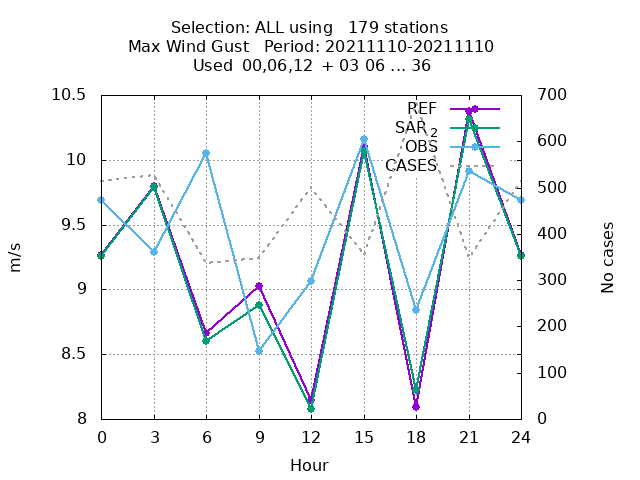 Selection: ALL using   179 stations
Max Wind Gust   Period: 20211110-20211110
Used  00,06,12  + 03 06 ... 36
10.5
10
9.5
9
8.5
8
700
600
500
400
300
200
100
0
REF
SAR 2
OBS
CASES
m/s
No cases
0 3 6 9 12 15 18 21 24
Hour